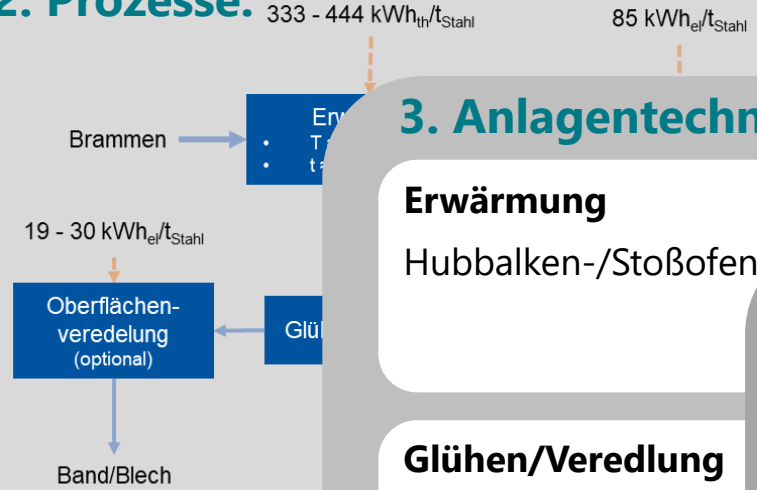 2. Prozesse:
333 - 444 kWhth/tStahl
85 kWhel/tStahl
Brammen
19 - 30 kWhel/tStahl
Oberflächen-
veredelung
(optional)
Band/Blech
3. Anlagentechn
Erwärmung
Hubbalken-/Stoßofen
Glühen/Veredlung